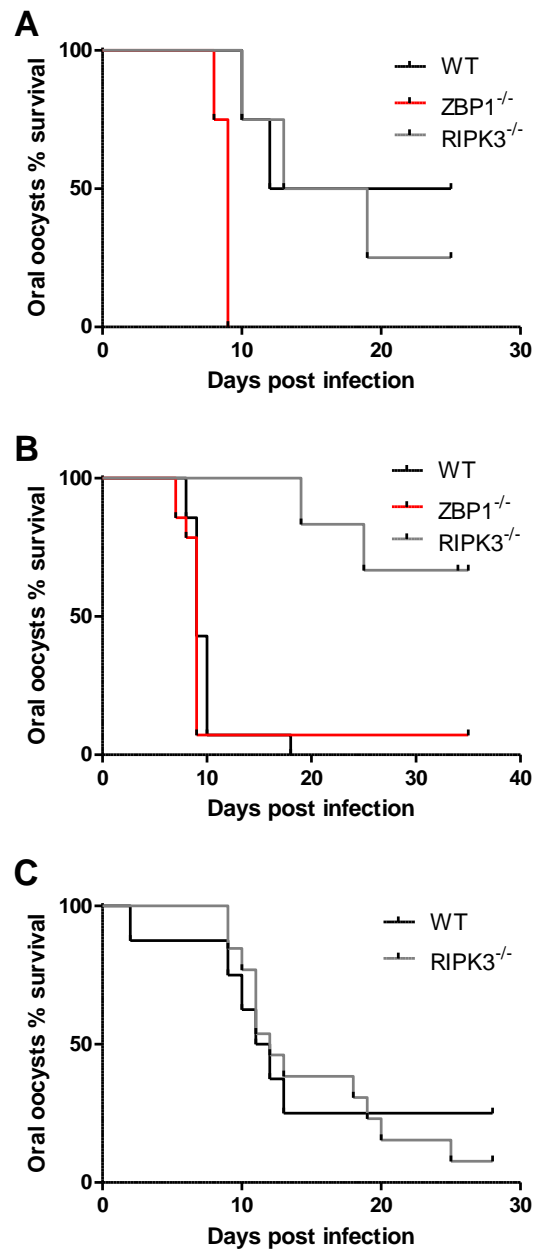 A
Oral oocysts % survival
100
50
0
0 10 20 30
Days post infection
WT
ZBP1-/-
RIPK3-/-
B
Oral oocysts % survival
100
50
0
0 10 20 30 40
Days post infection
WT
ZBP1-/-
RIPK3-/-
C
Oral oocysts % survival
100
50
0
0 10 20 30
Days post infection
WT
RIPK3-/-